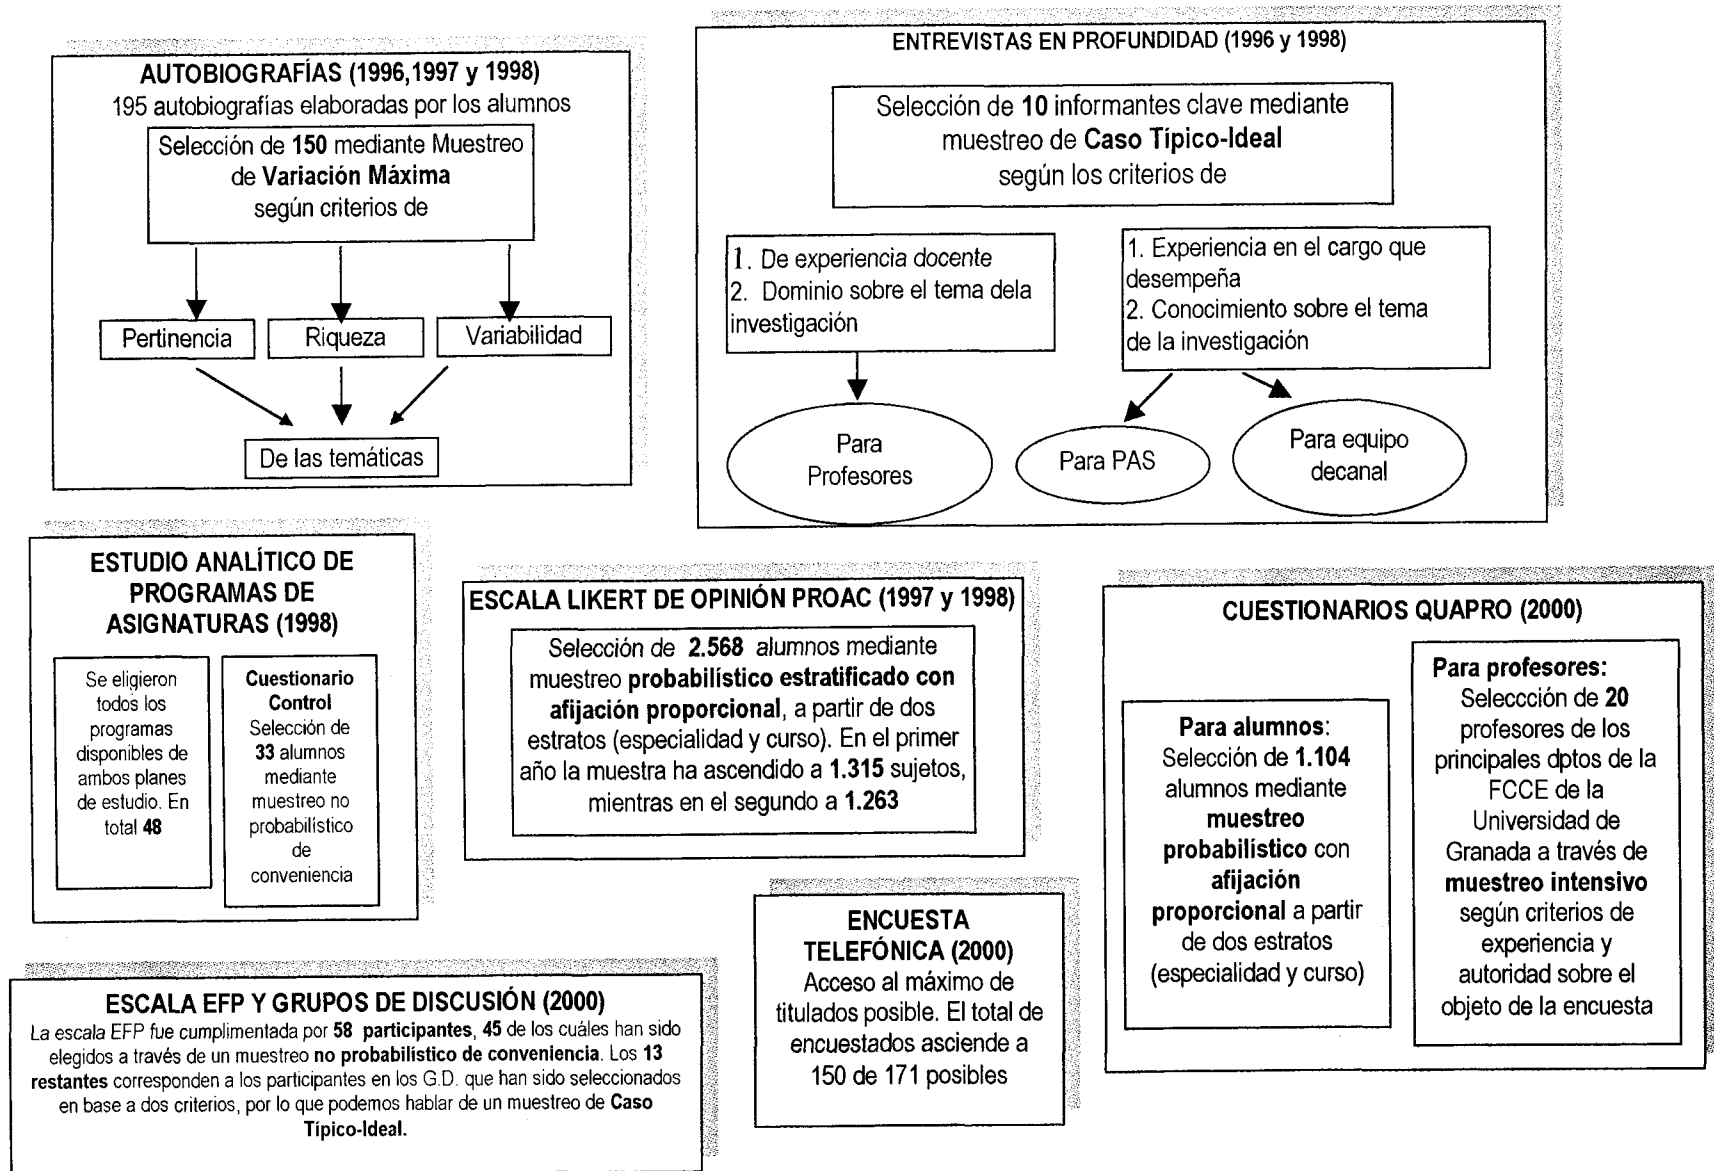 AUTOBIOGRAFÍAS (1996,1997 y 1998)
195 autobiografías elaboradas por los alumnos
Selección de 150 mediante Muestreo
de Variación Máxima
según criterios de
Pertinencia
Riqueza
Variabilidad
De las temáticas
ENTREVISTAS EN PROFUNDIDAD (1996 y 1998)
Selección de 10 informantes clave mediante
muestreo de Caso Típico-Ideal
según los criterios de
1. De experiencia docente
2. Dominio sobre el tema dela
investigación
1. Experiencia en el cargo que
desempeña
2. Conocimiento sobre el tema
de la investigación
Para
Profesores
Para PAS
Para equipo
decanal
ESTUDIO ANALÍTICO DE
PROGRAMAS DE
ASIGNATURAS (1998)
Se eligieron
todos los
programas
disponibles de
ambos planes
de estudio. En
total 48
Cuestionario
Control
Selección de
33 alumnos
mediante
muestreo no
probabilístico
de
conveniencia
ESCALA LIKERT DE OPINIÓN PROAC (1997 y 1998)
Selección de 2.568 alumnos mediante
muestreo probabilístico estratificado con
afijación proporcional, a partir de dos
estratos (especialidad y curso). En el primer
año la muestra ha ascendido a 1.315 sujetos,
mientras en el segundo a 1.263
CUESTIONARIOS QUAPRO (2000)
Para alumnos:
Selección de 1.104
alumnos mediante
muestreo
probabilístico con
afijación
proporcional a partir
de dos estratos
(especialidad y curso)
Para profesores:
Seleccción de 20
profesores de los
principales dptos de la
FCCE de la
Universidad de
Granada a través de
muestreo intensivo
según criterios de
experiencia y
autoridad sobre el
objeto de la encuesta
ENCUESTA
TELEFÓNICA (2000)
Acceso al máximo de
titulados posible. El total de
encuestados asciende a
150 de 171 posibles
ESCALA EFP Y GRUPOS DE DISCUSIÓN (2000)
La escala EFP fue cumplimentada por 58 participantes, 45 de los cuáles han sido
elegidos a través de un muestreo no probabilístico de conveniencia. Los 13
restantes corresponden a los participantes en los G.D. que han sido seleccionados
en base a dos criterios, por lo que podemos hablar de un muestreo de Caso
Típico-Ideal.